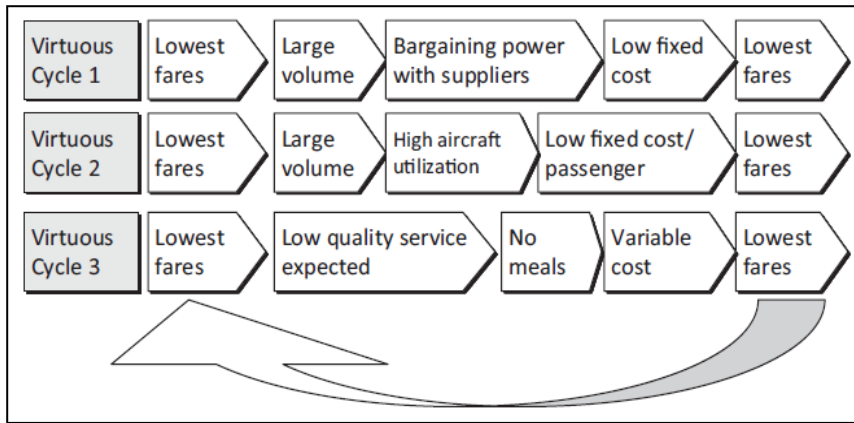 Virtuous Cycle 1
Lowest fares
Large volume
Bargaining power with suppliers
Low fixed cost
Lowest fares
Virtuous Cycle 2
Lowest fares
Large volume
High aircraft utilization
Low fixed cost/ passenger
Lowest fares
Virtuous Cycle 3
Lowest fares
Low quality service expected
No meals
Variable cost
Lowest fares